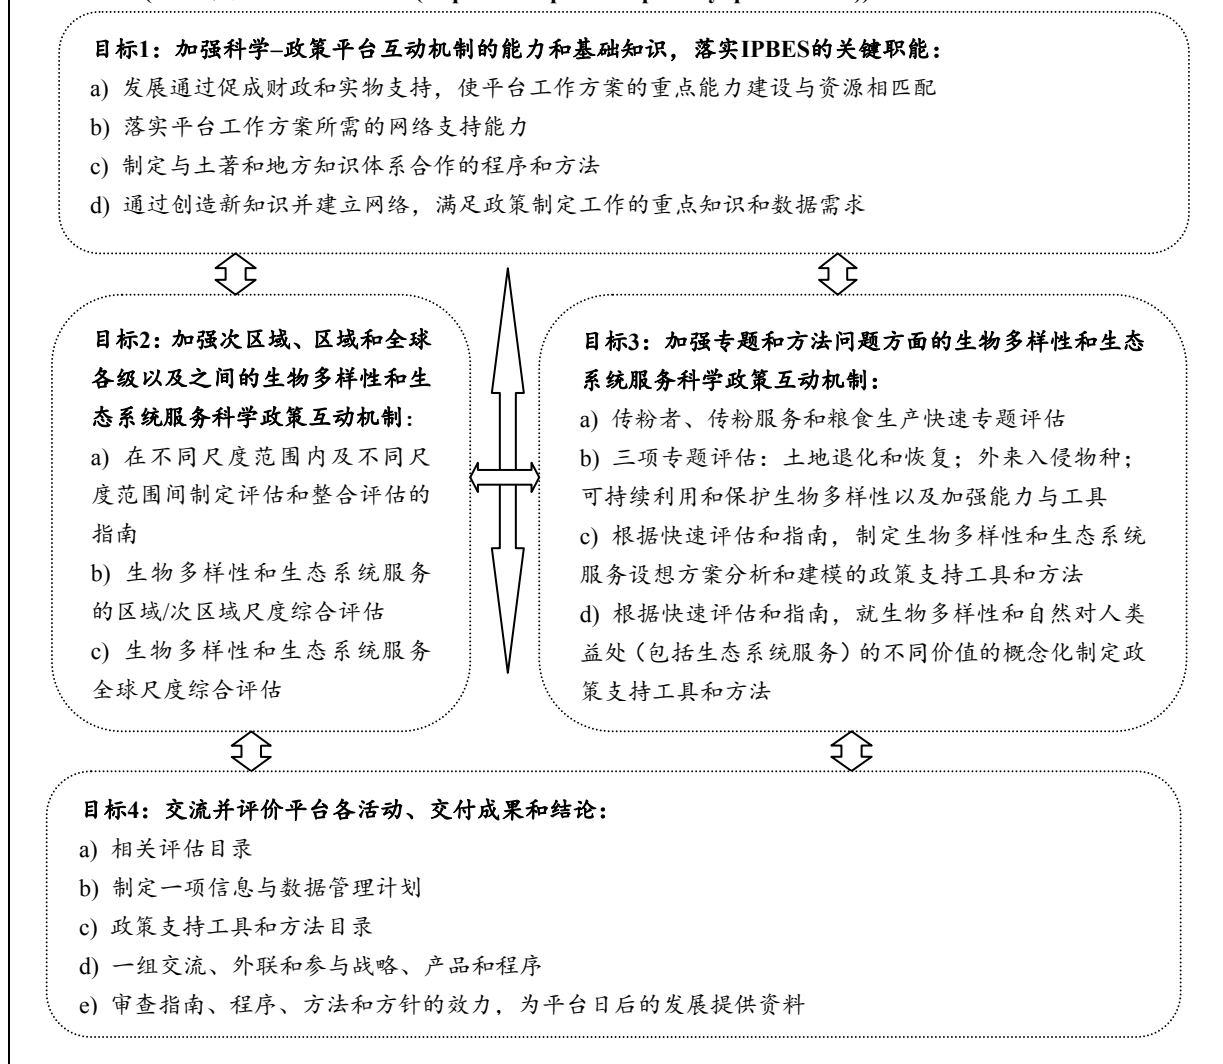 目标1：加强科学–政策平台互动机制的能力和基础知识，落实IPBES的关键职能：
a) 发展通过促成财政和实物支持，使平台工作方案的重点能力建设与资源相匹配
b) 落实平台工作方案所需的网络支持能力
c) 制定与土著和地方知识体系合作的程序和方法
d) 通过创造新知识并建立网络，满足政策制定工作的重点知识和数据需求
目标2：加强次区域、区域和全球
各级以及之间的生物多样性和生
态系统服务科学政策互动机制：
a) 在不同尺度范围内及不同尺
度范围间制定评估和整合评估的
指南
b) 生物多样性和生态系统服务
的区域/次区域尺度综合评估
c) 生物多样性和生态系统服务
全球尺度综合评估
目标3：加强专题和方法问题方面的生物多样性和生态
系统服务科学政策互动机制：
a) 传粉者、传粉服务和粮食生产快速专题评估
b) 三项专题评估：土地退化和恢复；外来入侵物种；
可持续利用和保护生物多样性以及加强能力与工具
c) 根据快速评估和指南，制定生物多样性和生态系统
服务设想方案分析和建模的政策支持工具和方法
d) 根据快速评估和指南，就生物多样性和自然对人类
益处（包括生态系统服务）的不同价值的概念化制定政
策支持工具和方法
目标4：交流并评价平台各活动、交付成果和结论：
a) 相关评估目录
b) 制定一项信息与数据管理计划
c) 政策支持工具和方法目录
d) 一组交流、外联和参与战略、产品和程序
e) 审查指南、程序、方法和方针的效力，为平台日后的发展提供资料